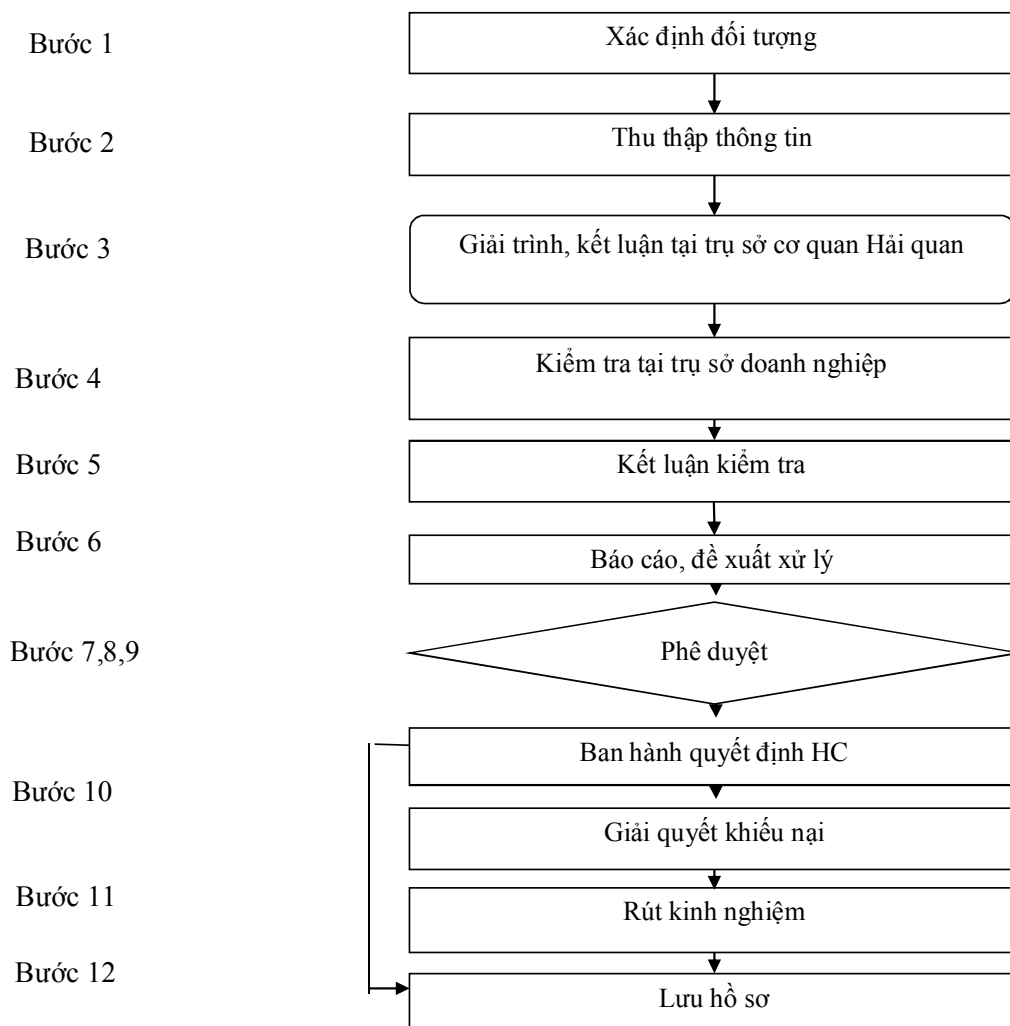 Bước 1
Xác định đối tượng
Bước 2
Thu thập thông tin
Bước 3
Giải trình, kết luận tại trụ sở cơ quan Hải quan
Bước 4
Kiểm tra tại trụ sở doanh nghiệp
Bước 5
Kết luận kiểm tra
Bước 6
Báo cáo, đề xuất xử lý
Bước 7,8,9
Phê duyệt
Ban hành quyết định HC
Bước 10
Giải quyết khiếu nại
Bước 11
Rút kinh nghiệm
Bước 12
Lưu hồ sơ